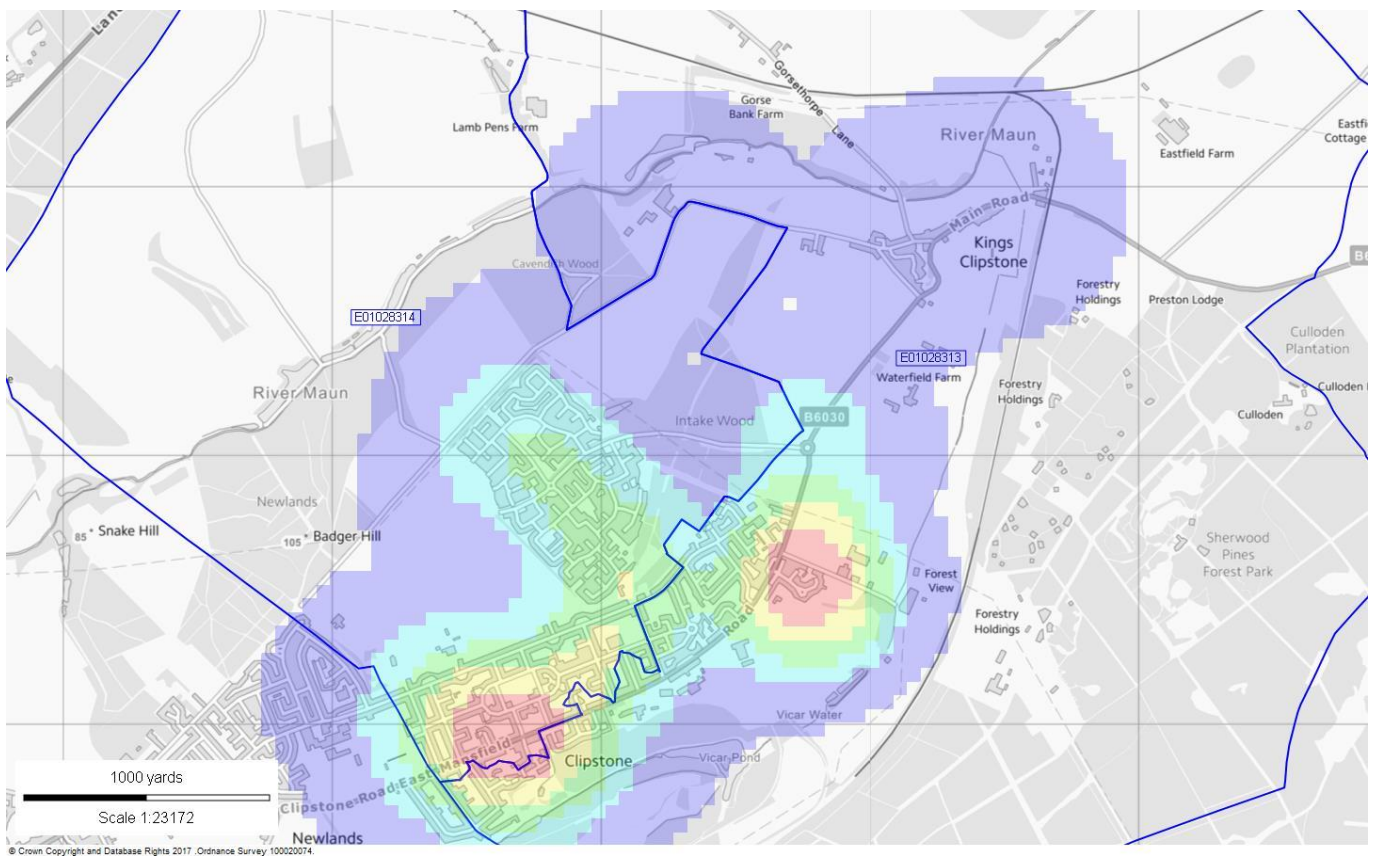 Lane
Gorsethorpe
Lane
Gorse
Bank Farm
Lamb Pens Farm
River Maun
Eastfield Farm
Eastfi
Cottage
Main Road
Kings
Clipstone
Cavendish Wood
Forestry
Holdings
Preston Lodge
E01028314
Culloden
Plantation
E01028313
Waterfield Farm
River Maun
Forestry
Holdings
Culloden
Culloden
Intake Wood
B6030
Newlands
85
Snake Hill
105
Badger Hill
Sherwood
Pines
Forest Park
Forest
View
Forestry
Holdings
Road
Vicar Water
Clipstone
Vicar Pond
Clipstone Road East
Mansfield
Newlands
1000 yards
Scale 1:23172
© Crown Copyright and Database Rights 2017 .Ordnance Survey 100020074.